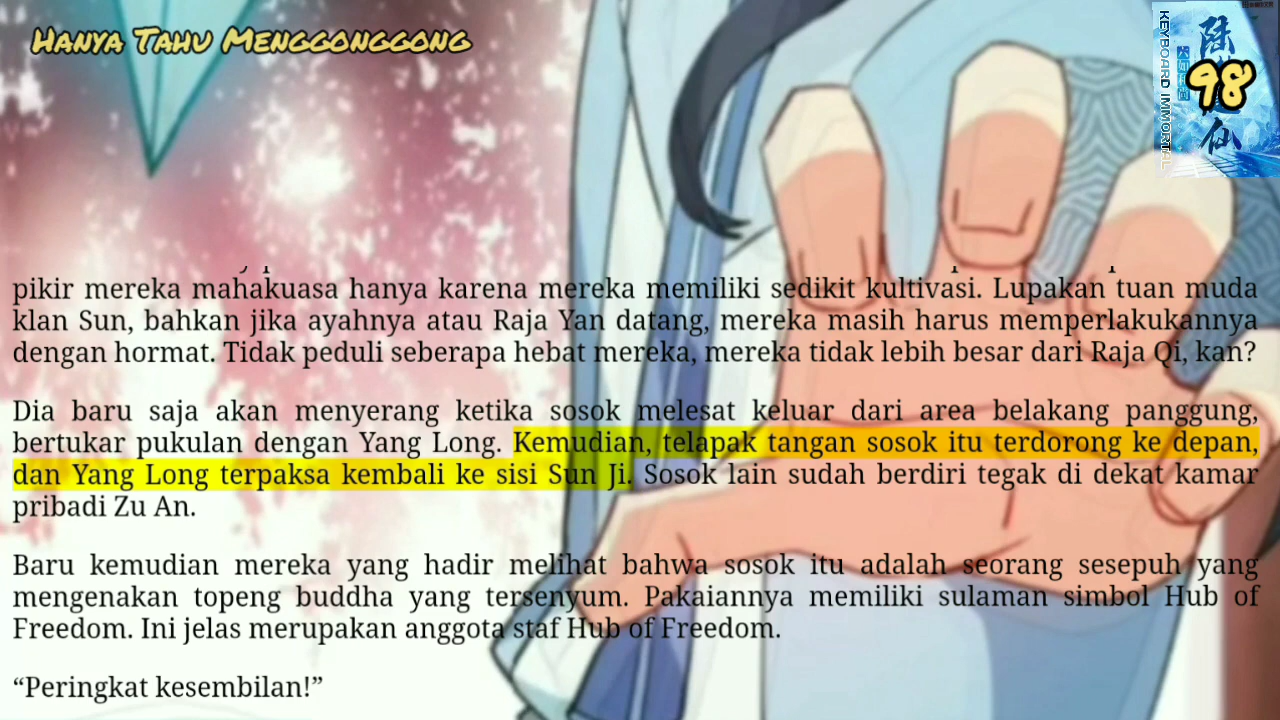 Hanya Tahu Menggonggong
KEYBOARD IMMORTAL
98
pikir mereka mahakuasa hanya karena mereka memiliki sedikit kultivasi. Lupakan tuan muda
klan Sun, bahkan jika ayahnya atau Raja Yan datang, mereka masih harus memperlakukannya
dengan hormat. Tidak peduli seberapa hebat mereka, mereka tidak lebih besar dari Raja Qi, kan?
Dia baru saja akan menyerang ketika sosok melesat keluar dari area belakang panggung,
bertukar pukulan dengan Yang Long. Kemudian, telapak tangan sosok itu terdorong ke depan,
dan Yang Long terpaksa kembali ke sisi Sun Ji. Sosok lain sudah berdiri tegak di dekat kamar
pribadi Zu An.
Baru kemudian mereka yang hadir melihat bahwa sosok itu adalah seorang sesepuh yang
mengenakan topeng buddha yang tersenyum. Pakaiannya memiliki sulaman simbol Hub of
Freedom. Ini jelas merupakan anggota staf Hub of Freedom.
“Peringkat kesembilan!”